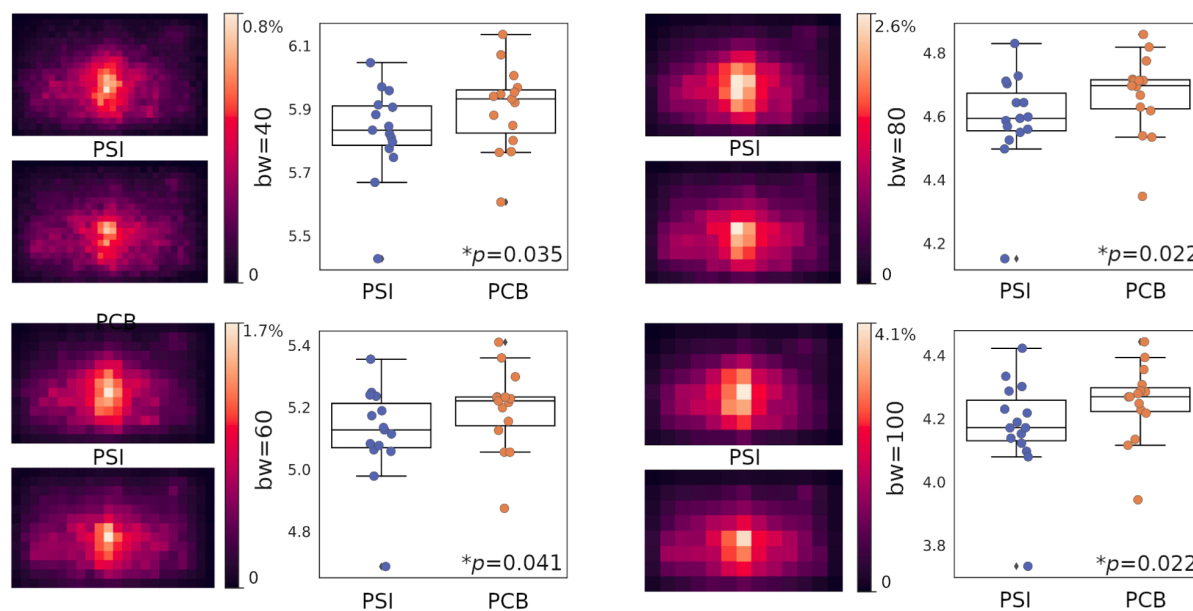 0.8%
bw=40
0
PSI
6.1
5.9
5.7
5.5
*p=0.035
PSI
PCB
2.6%
bw=80
0
PSI
4.8
4.6
4.4
4.2
*p=0.022
PSI
PCB
PCB
1.7%
bw=60
0
PSI
5.4
5.2
5.0
4.8
*p=0.041
PSI
PCB
4.1%
bw=100
0
PSI
4.4
4.2
4.0
3.8
*p=0.022
PSI
PCB